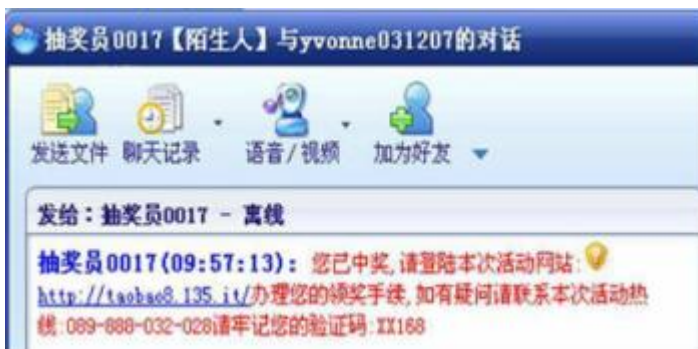 抽奖员0017【陌生人】与yvonne031207的对话
发送文件 聊天记录 语音/视频 加为好友
发给：抽奖员0017 - 离线
抽奖员0017(09:57:13)：您已中奖,请登陆本次活动网站:
http://taobao8.135.it/办理您的领奖手续,如有疑问请联系本次活动热
线:089-888-032-028请牢记您的验证码:XX168